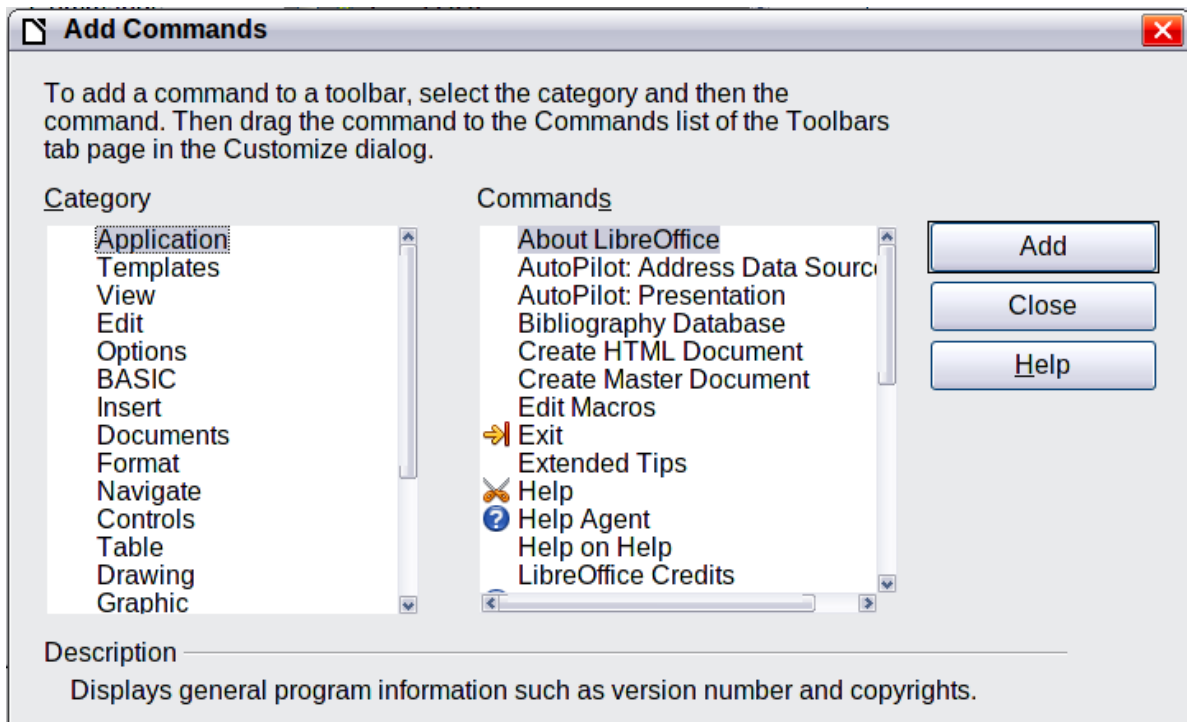 Add Commands
To add a command to a toolbar, select the category and then the
command. Then drag the command to the Commands list of the Toolbars
tab page in the Customize dialog.
Category
Application
Templates
View
Edit
Options
BASIC
Insert
Documents
Format
Navigate
Controls
Table
Drawing
Graphic
Commands
About LibreOffice
AutoPilot: Address Data Sourc
AutoPilot: Presentation
Bibliography Database
Create HTML Document
Create Master Document
Edit Macros
Exit
Extended Tips
Help
Help Agent
Help on Help
LibreOffice Credits
Add
Close
Help
Description
Displays general program information such as version number and copyrights.